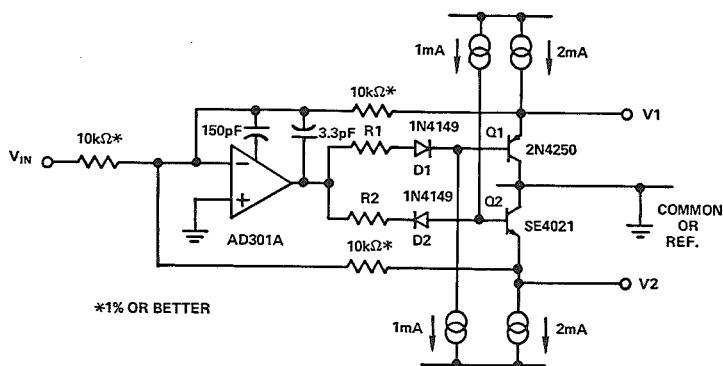 1mA
2mA
10kΩ*
V1
150pF
3.3pF
R1
1N4149
Q1
10kΩ*
VIN
D1
2N4250
−
+
1N4149
Q2
R2
COMMON
OR
REF.
AD301A
D2
SE4021
10kΩ*
V2
*1% OR BETTER
1mA
2mA